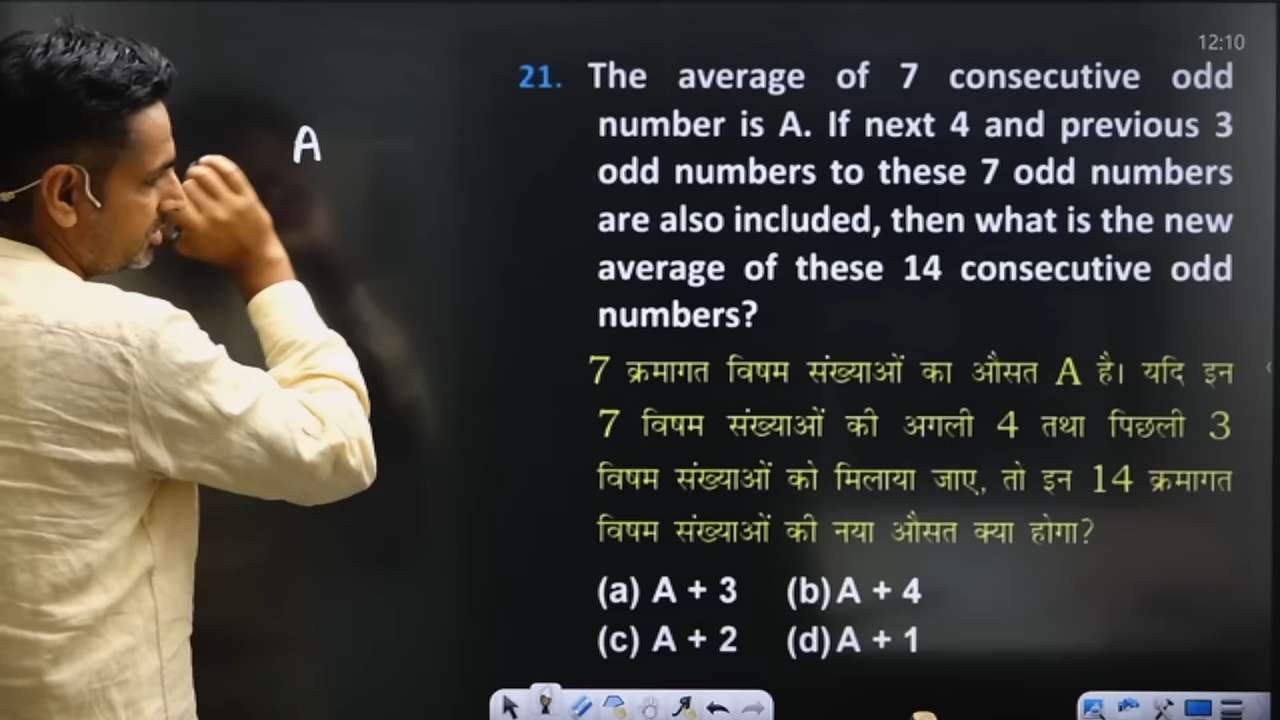 12:10
A
21. The average of 7 consecutive odd
number is A. If next 4 and previous 3
odd numbers to these 7 odd numbers
are also included, then what is the new
average of these 14 consecutive odd
numbers?
7 क्रमागत विषम संख्याओं का औसत A है। यदि इन
7 विषम संख्याओं की अगली 4 तथा पिछली 3
विषम संख्याओं को मिलाया जाए, तो इन 14 क्रमागत
विषम संख्याओं की नया औसत क्या होगा?
(a) A + 3 (b) A + 4
(c) A + 2 (d) A + 1